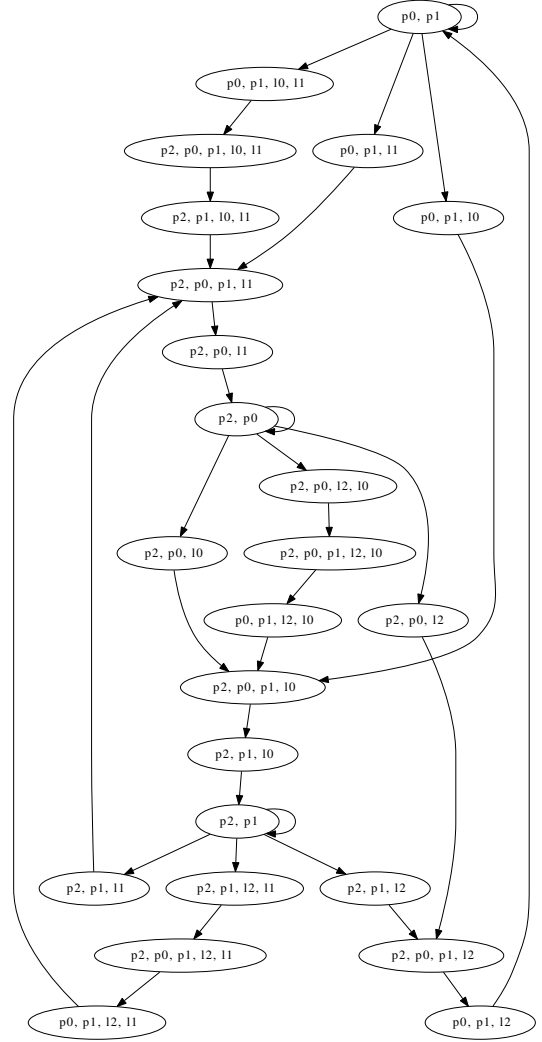 p0, p1
p0, p1, l0, l1
p2, p0, p1, l0, l1
p0, p1, l1
p2, p1, l0, l1
p0, p1, l0
p2, p0, p1, l1
p2, p0, l1
p2, p0
p2, p0, l2, l0
p2, p0, l0
p2, p0, p1, l2, l0
p0, p1, l2, l0
p2, p0, l2
p2, p0, p1, l0
p2, p1, l0
p2, p1
p2, p1, l1
p2, p1, l2, l1
p2, p1, l2
p2, p0, p1, l2, l1
p2, p0, p1, l2
p0, p1, l2, l1
p0, p1, l2